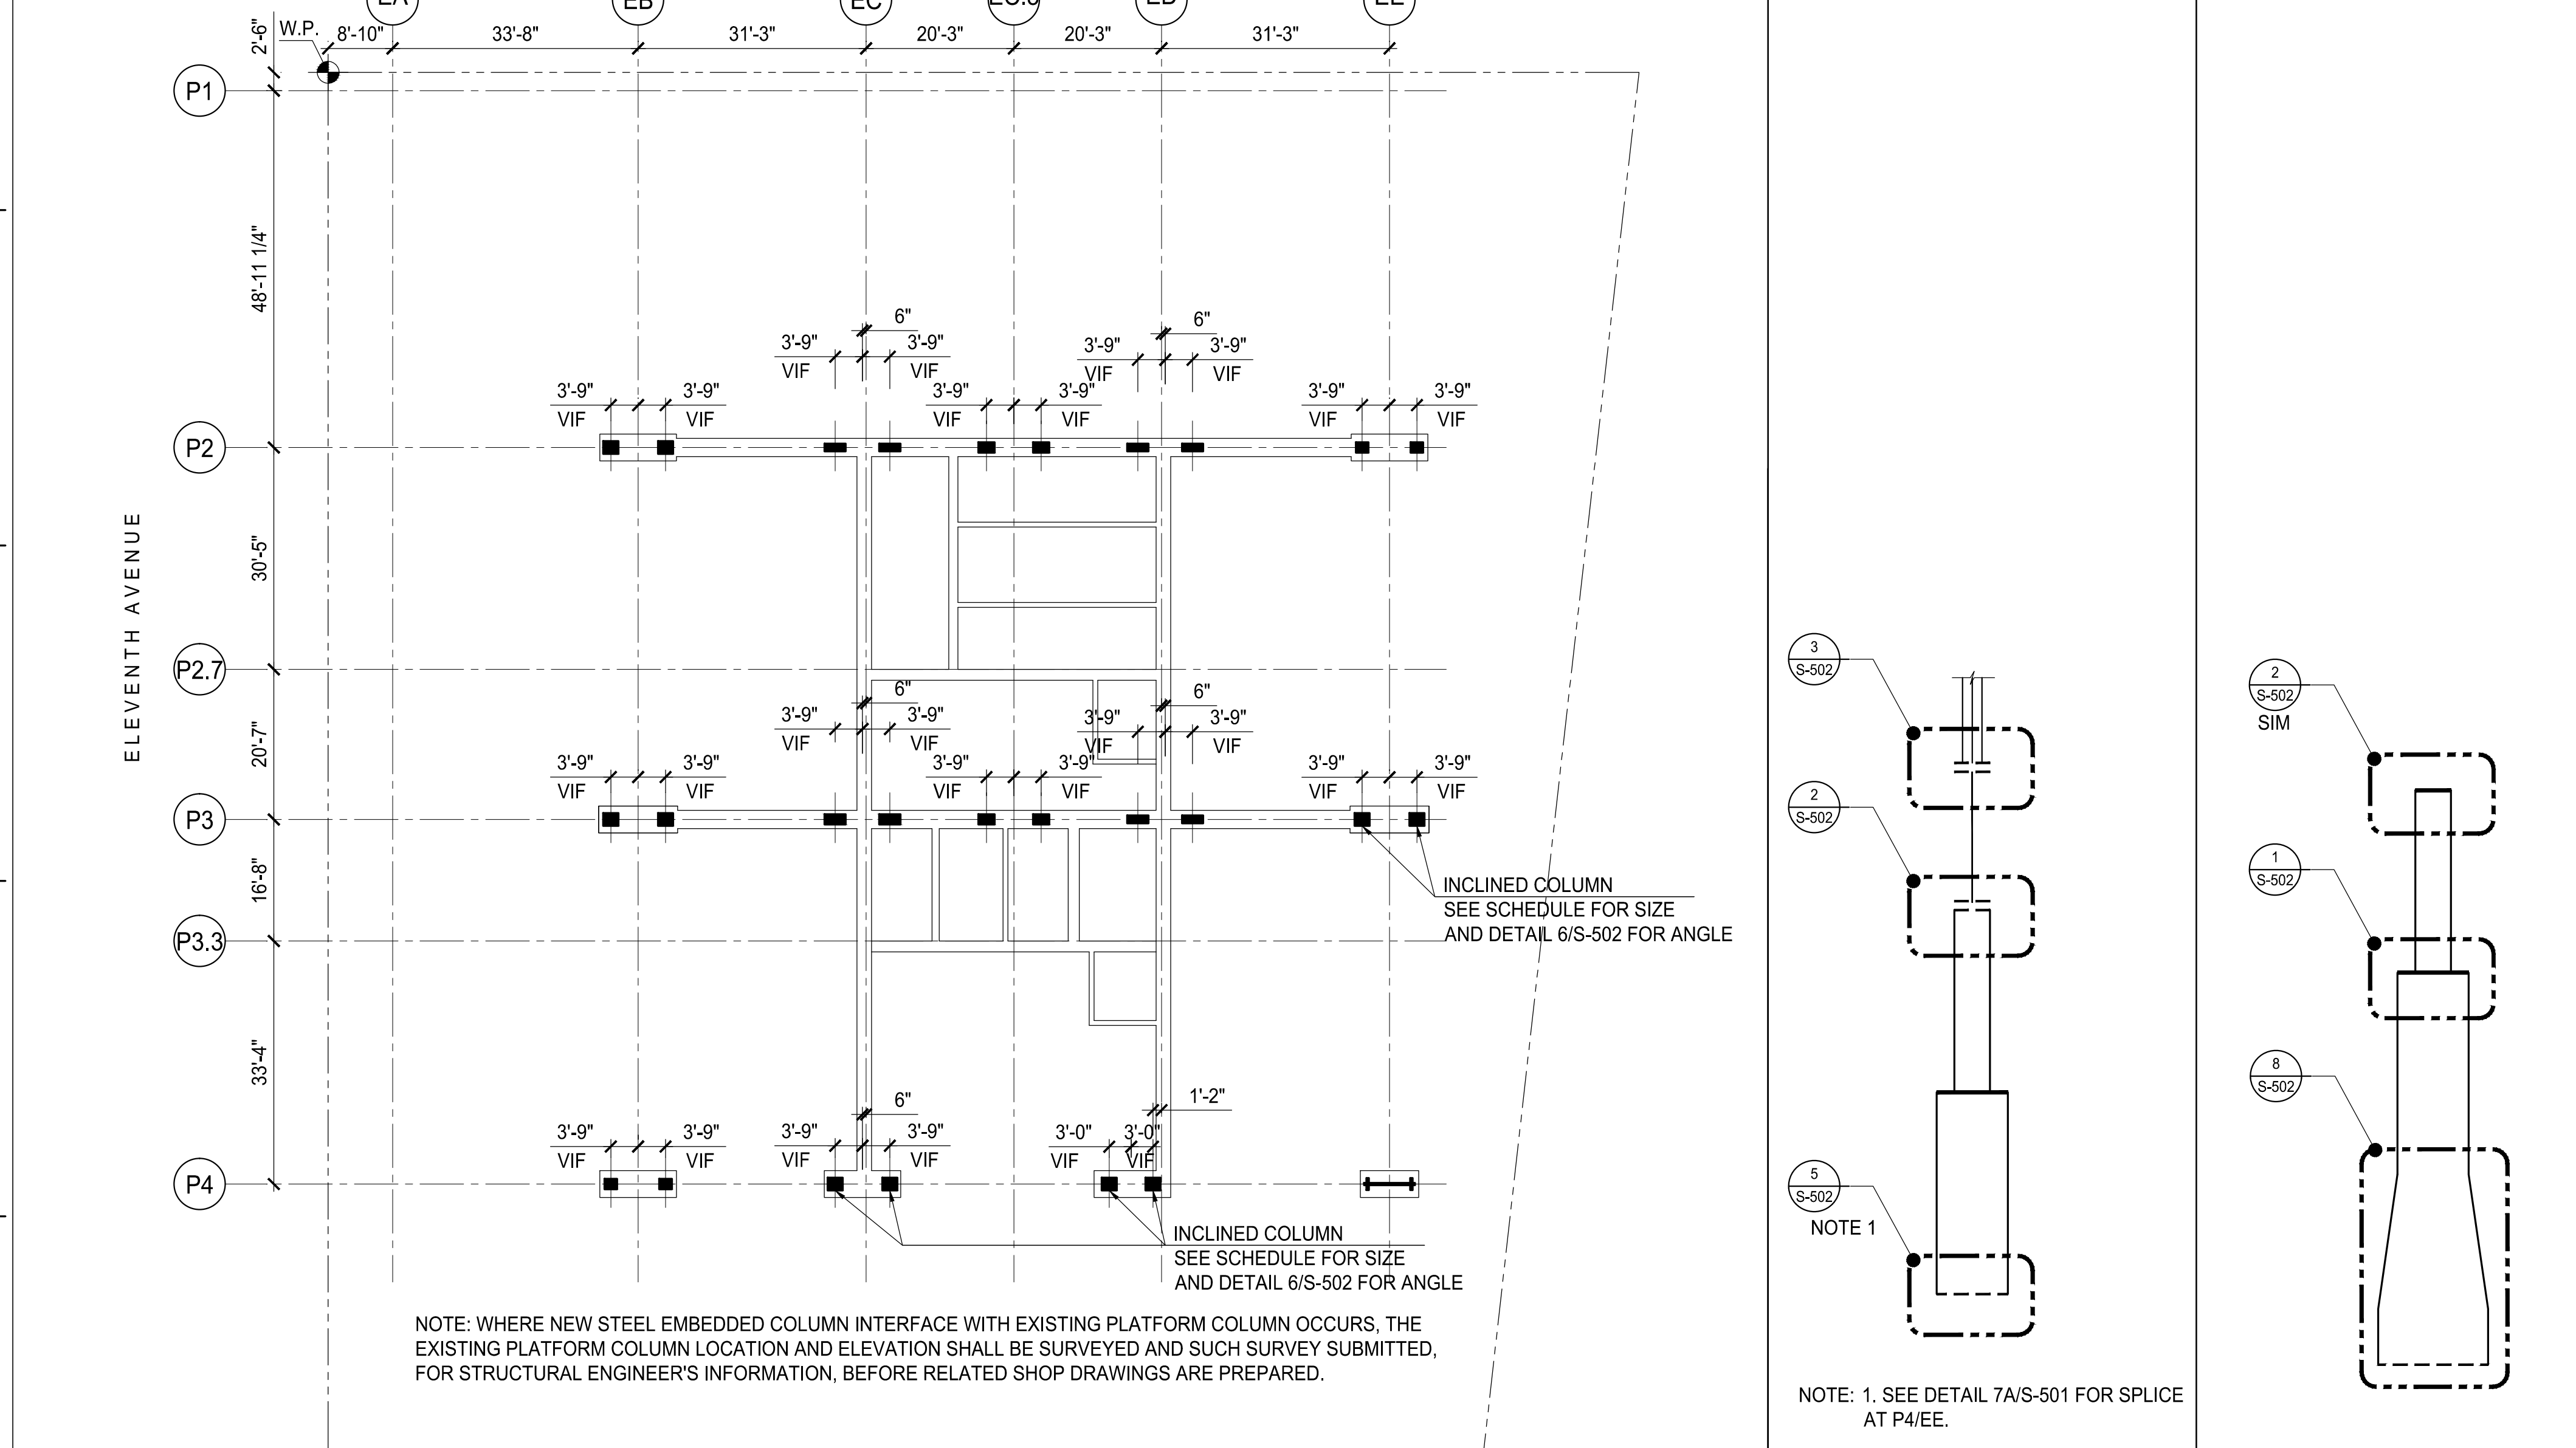 EA EB EC EC.5 ED EE
W.P. 8'-10" 33'-8" 31'-3" 20'-3" 20'-3" 31'-3"
2'-6"
P1
48'-11 1/4"
6" 6"
3'-9" 3'-9" 3'-9" 3'-9"
VIF VIF VIF VIF
3'-9" 3'-9" 3'-9" 3'-9" 3'-9" 3'-9"
VIF VIF VIF VIF VIF VIF
P2
ELEVENTH AVENUE
30'-5"
P2.7
6" 6"
3'-9" 3'-9" 3'-9" 3'-9"
VIF VIF VIF VIF
20'-7"
3'-9" 3'-9" 3'-9" 3'-9" 3'-9" 3'-9"
VIF VIF VIF VIF VIF VIF
P3
16'-8"
INCLINED COLUMN
SEE SCHEDULE FOR SIZE
AND DETAIL 6/S-502 FOR ANGLE
P3.3
33'-4"
6" 1'-2"
3'-9" 3'-9" 3'-9" 3'-9" 3'-0" 3'-0"
VIF VIF VIF VIF VIF VIF
P4
INCLINED COLUMN
SEE SCHEDULE FOR SIZE
AND DETAIL 6/S-502 FOR ANGLE
NOTE: WHERE NEW STEEL EMBEDDED COLUMN INTERFACE WITH EXISTING PLATFORM COLUMN OCCURS, THE
EXISTING PLATFORM COLUMN LOCATION AND ELEVATION SHALL BE SURVEYED AND SUCH SURVEY SUBMITTED,
FOR STRUCTURAL ENGINEER'S INFORMATION, BEFORE RELATED SHOP DRAWINGS ARE PREPARED.
3
S-502
2
S-502
5
S-502
NOTE 1
NOTE: 1. SEE DETAIL 7A/S-501 FOR SPLICE
AT P4/EE.
2
S-502
SIM
1
S-502
8
S-502